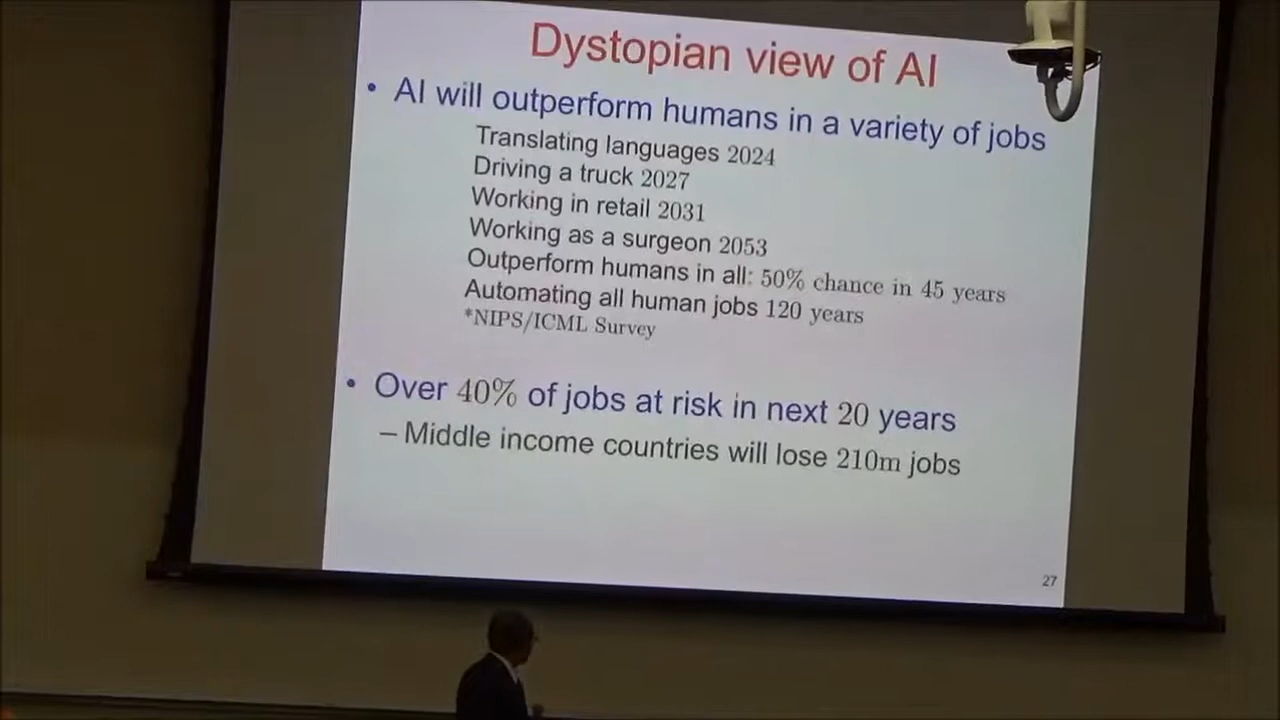 Dystopian view of AI
• AI will outperform humans in a variety of jobs
Translating languages 2024
Driving a truck 2027
Working in retail 2031
Working as a surgeon 2053
Outperform humans in all: 50% chance in 45 years
Automating all human jobs 120 years
*NIPS/ICML Survey
• Over 40% of jobs at risk in next 20 years
– Middle income countries will lose 210m jobs
27